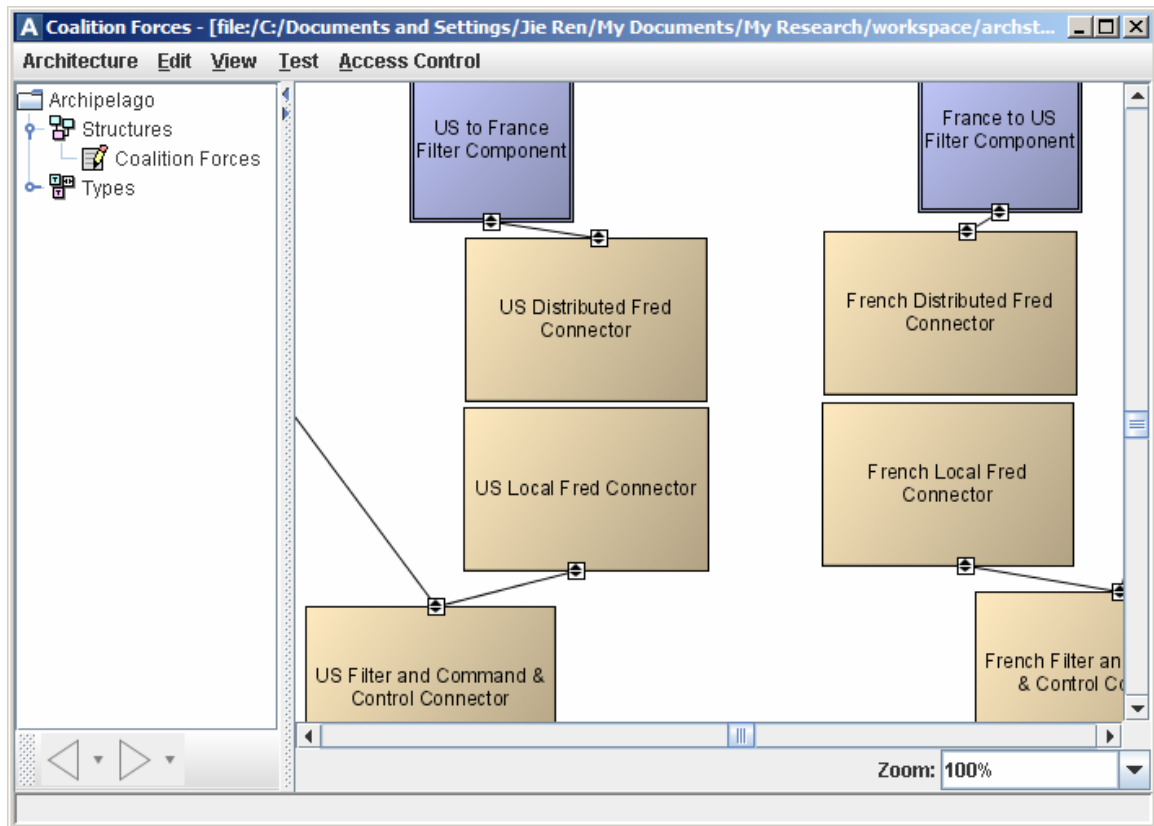 A Coalition Forces - [file:/C:/Documents and Settings/Jie Ren/My Documents/My Research/workspace/archst...
Architecture Edit View Test Access Control
Archipelago
Structures
Coalition Forces
Types
US to France
Filter Component
France to US
Filter Component
US Distributed Fred
Connector
French Distributed Fred
Connector
US Local Fred Connector
French Local Fred
Connector
US Filter and Command &
Control Connector
French Filter an
& Control Co
Zoom: 100%